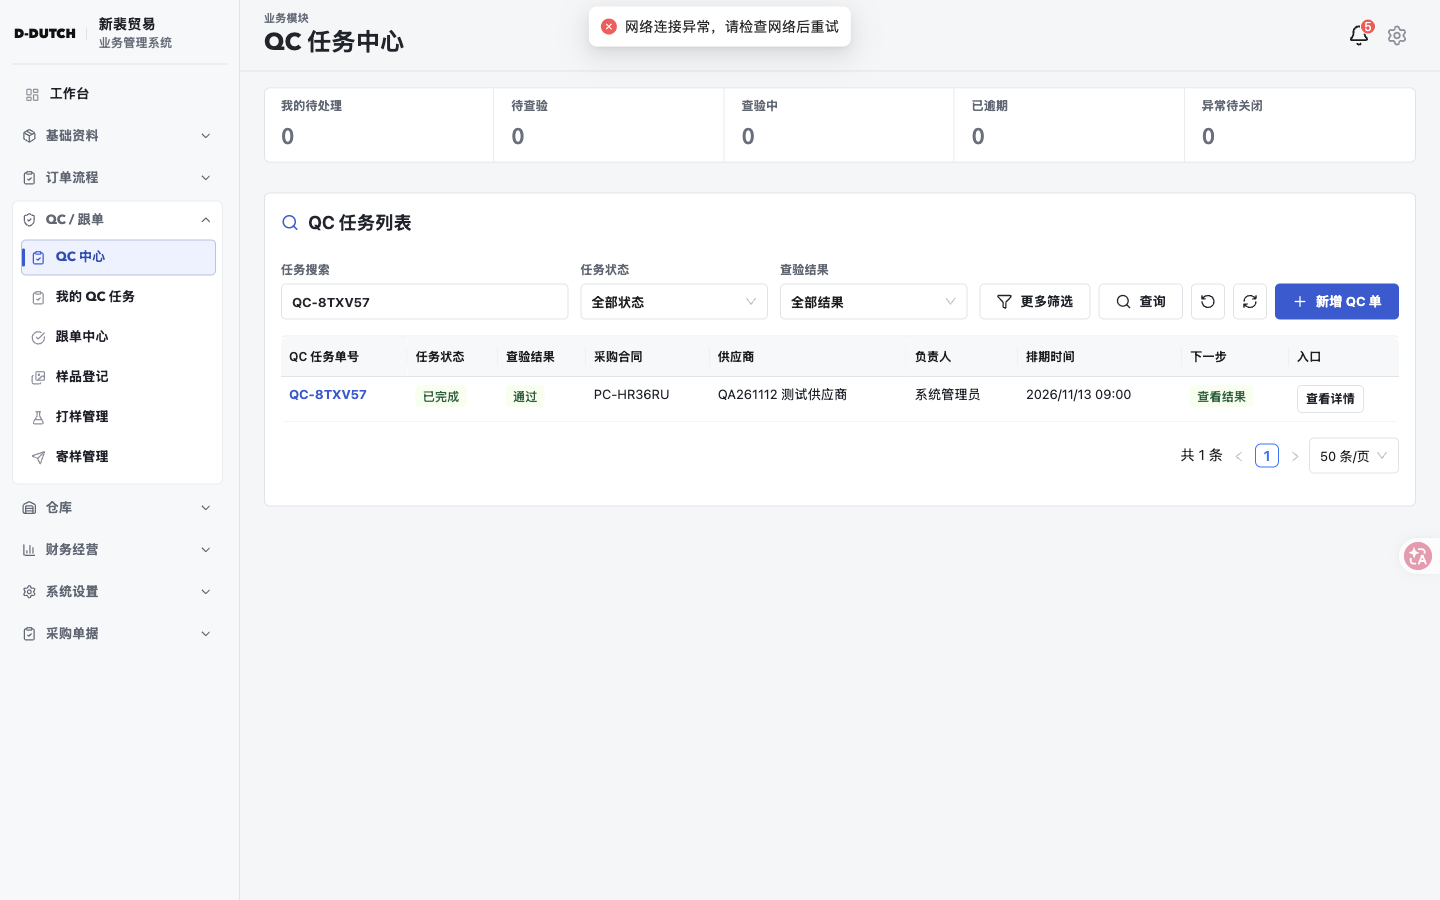 D-DUTCH
新装贸易
业务管理系统
工作台
基础资料
订单流程
QC / 跟单
QC 中心
我的 QC 任务
跟单中心
样品登记
打样管理
寄样管理
仓库
财务经营
系统设置
采购单据
业务模块
QC 任务中心
网络连接异常，请检查网络后重试
5
我的待处理
0
待查验
0
查验中
0
已逾期
0
异常待关闭
0
QC 任务列表
任务搜索 任务状态 查验结果
QC-8TXV57 全部状态 全部结果 更多筛选 查询 新增 QC 单
QC 任务单号 任务状态 查验结果 采购合同 供应商 负责人 排期时间 下一步 入口
QC-8TXV57 已完成 通过 PC-HR36RU QA261112 测试供应商 系统管理员 2026/11/13 09:00 查看结果 查看详情
共 1 条 1 50 条/页